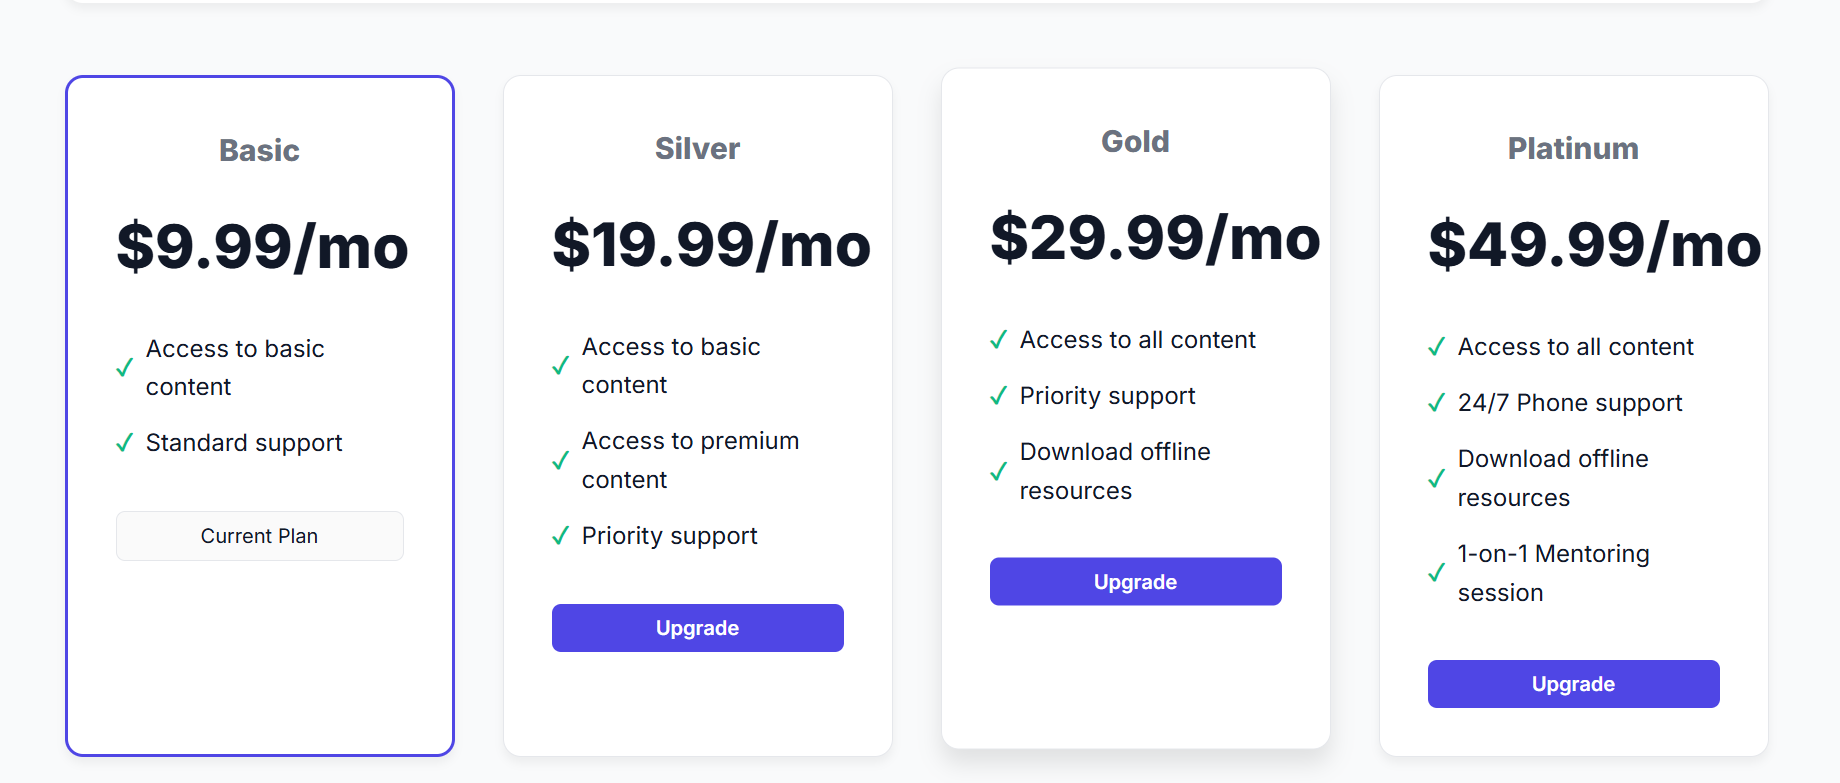 Basic
$9.99/mo
✓ Access to basic
content
✓ Standard support
Current Plan
Silver
$19.99/mo
✓ Access to basic
content
✓ Access to premium
content
✓ Priority support
Upgrade
Gold
$29.99/mo
✓ Access to all content
✓ Priority support
✓ Download offline
resources
Upgrade
Platinum
$49.99/mo
✓ Access to all content
✓ 24/7 Phone support
✓ Download offline
resources
✓ 1-on-1 Mentoring
session
Upgrade